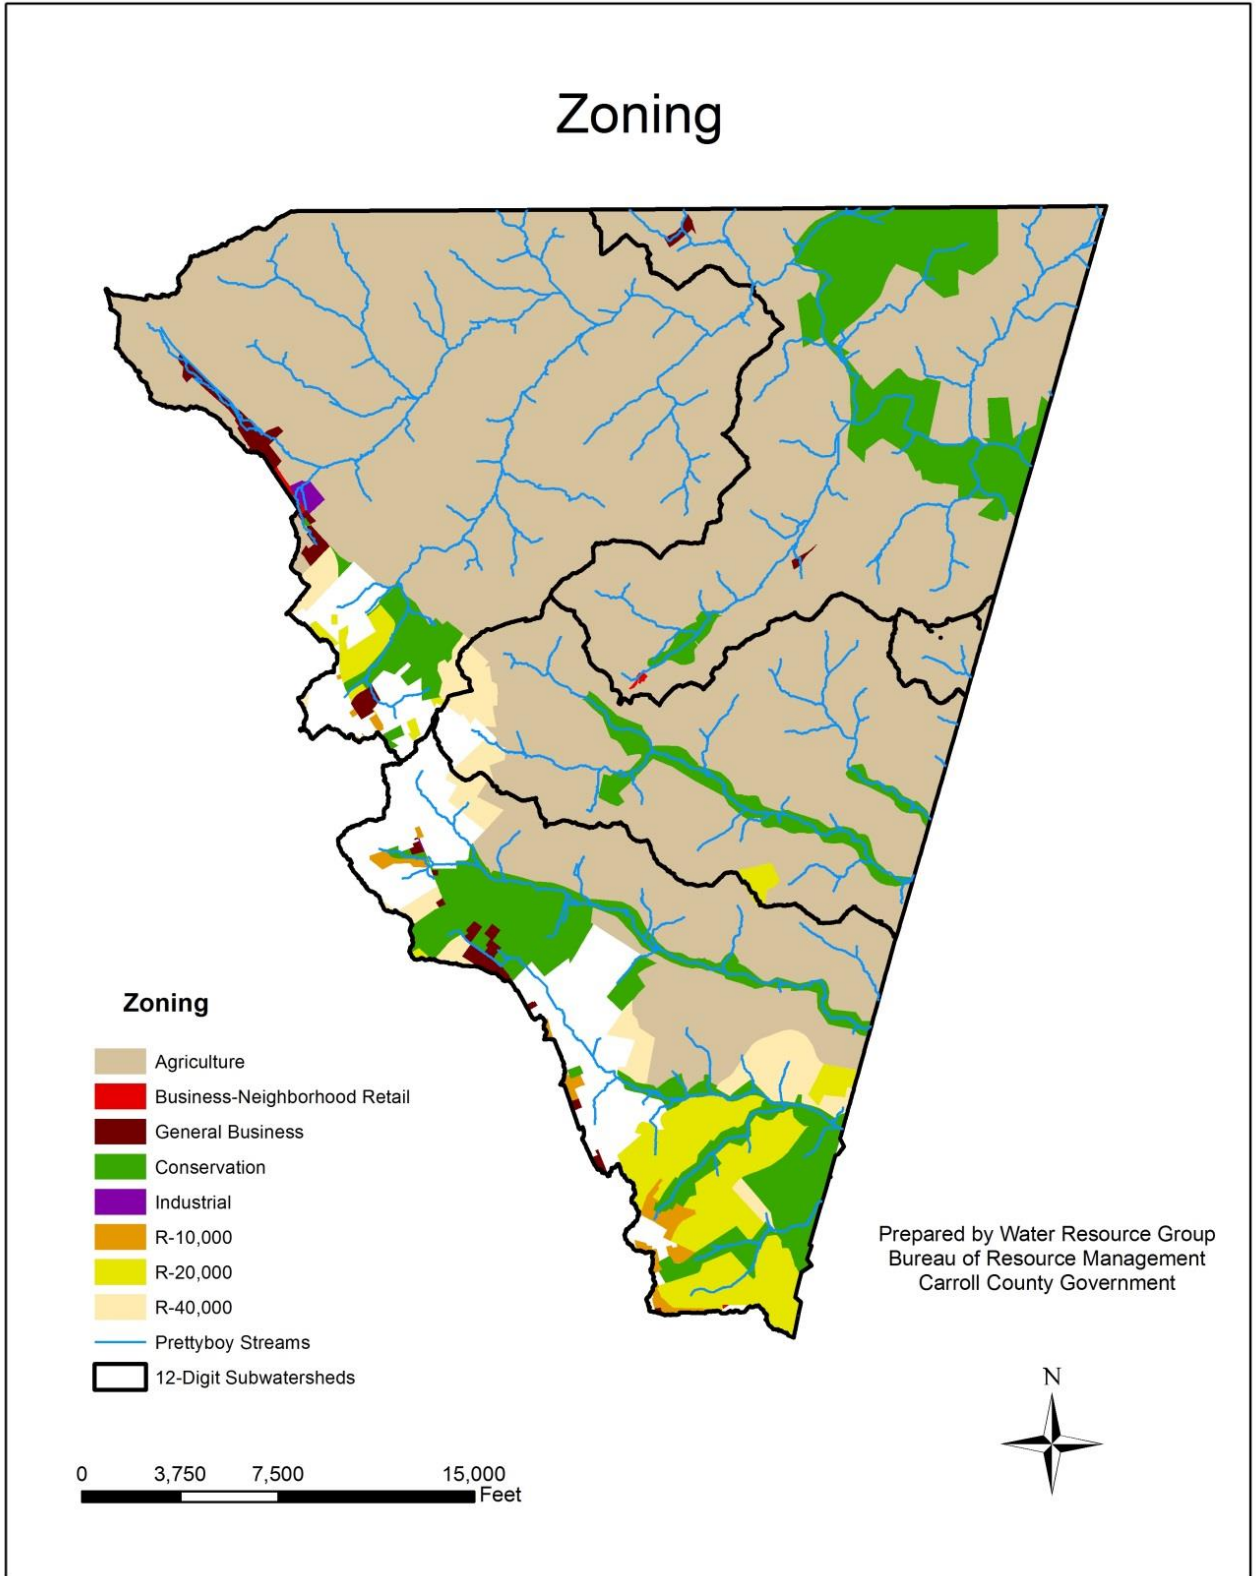 Zoning
Zoning
Agriculture
Business-Neighborhood Retail
General Business
Conservation
Industrial
R-10,000
R-20,000
R-40,000
Prettyboy Streams
12-Digit Subwatersheds
Prepared by Water Resource Group
Bureau of Resource Management
Carroll County Government
N
0 3,750 7,500 15,000
Feet